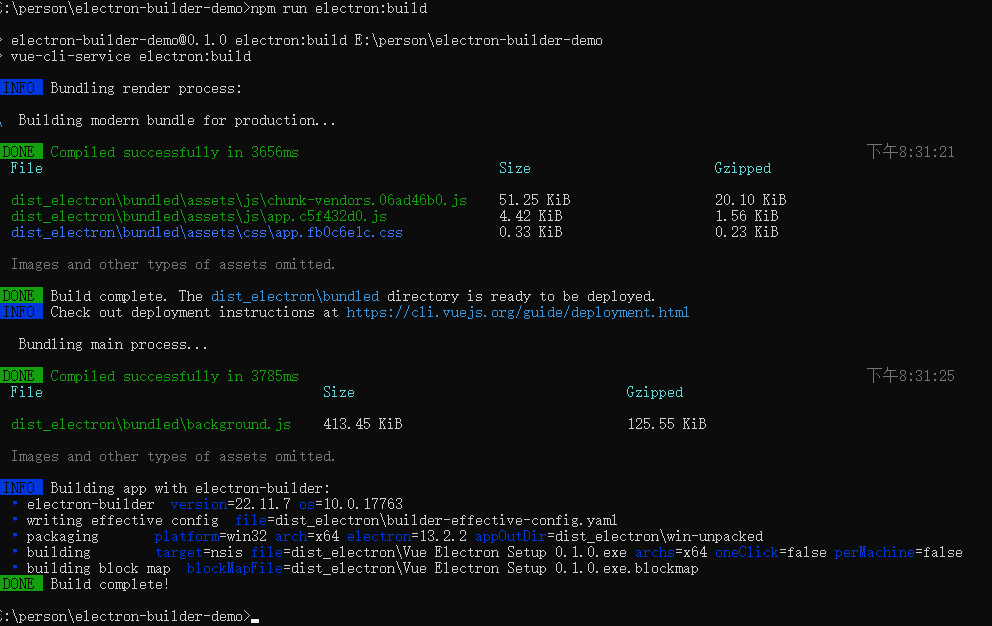 :\person\electron-builder-demo>npm run electron:build
> electron-builder-demo@0.1.0 electron:build E:\person\electron-builder-demo
> vue-cli-service electron:build
INFO Bundling render process:
\ Building modern bundle for production...
DONE Compiled successfully in 3656ms 下午8:31:21
File Size Gzipped
dist_electron\bundled\assets\js\chunk-vendors.06ad46b0.js 51.25 KiB 20.10 KiB
dist_electron\bundled\assets\js\app.c5f432d0.js 4.42 KiB 1.56 KiB
dist_electron\bundled\assets\css\app.fb0c6e1c.css 0.33 KiB 0.23 KiB
Images and other types of assets omitted.
DONE Build complete. The dist_electron\bundled directory is ready to be deployed.
INFO Check out deployment instructions at https://cli.vuejs.org/guide/deployment.html
Bundling main process...
DONE Compiled successfully in 3785ms 下午8:31:25
File Size Gzipped
dist_electron\bundled\background.js 413.45 KiB 125.55 KiB
Images and other types of assets omitted.
INFO Building app with electron-builder:
• electron-builder version=22.11.7 os=10.0.17763
• writing effective config file=dist_electron\builder-effective-config.yaml
• packaging platform=win32 arch=x64 electron=13.2.2 appOutDir=dist_electron\win-unpacked
• building target=nsis file=dist_electron\Vue Electron Setup 0.1.0.exe archs=x64 oneClick=false perMachine=false
• building block map blockMapFile=dist_electron\Vue Electron Setup 0.1.0.exe.blockmap
DONE Build complete!
:\person\electron-builder-demo>